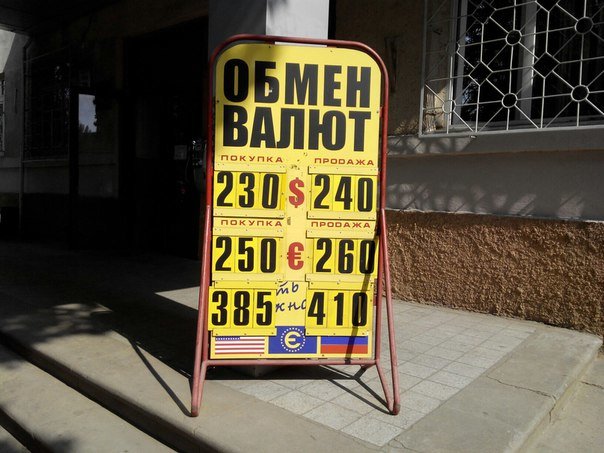 ОБМЕН
ВАЛЮТ
ПОКУПКА ПРОДАЖА
230 $ 240
ПОКУПКА ПРОДАЖА
250 € 260
385 410
€